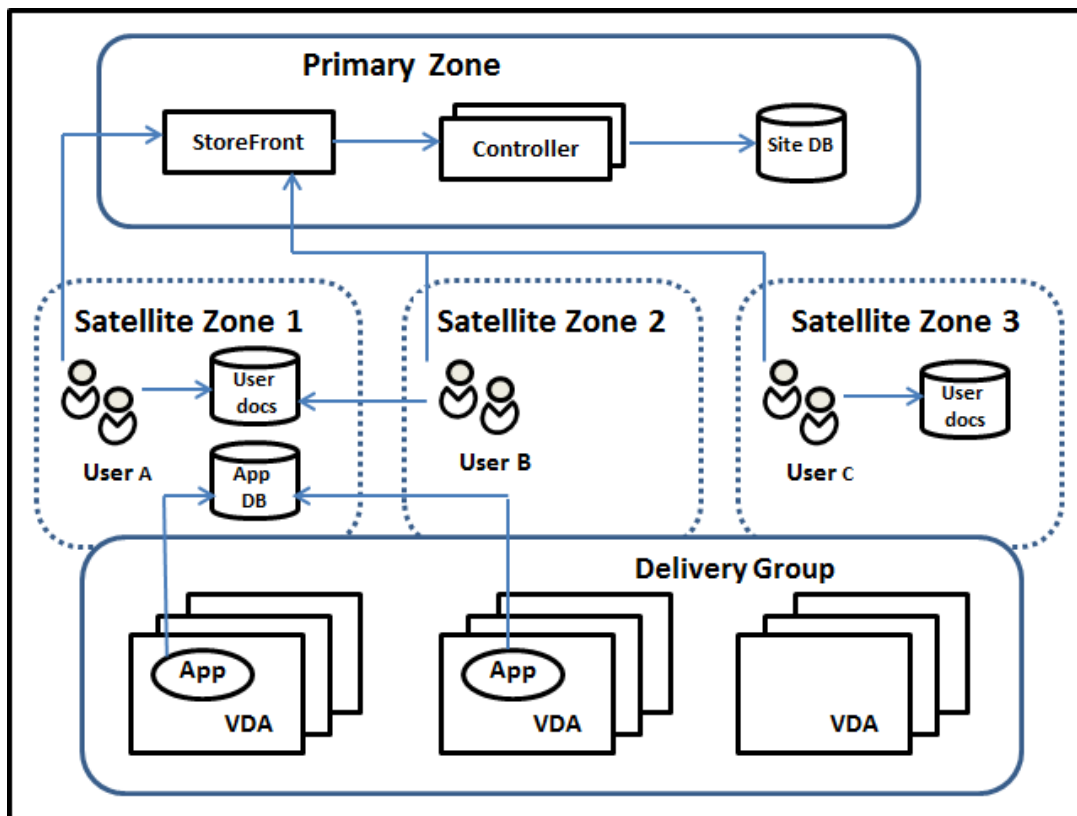 Primary Zone
StoreFront
Controller
Site DB
Satellite Zone 1
Satellite Zone 2
Satellite Zone 3
User
docs
User
docs
User A
User B
User C
App
DB
Delivery Group
App
VDA
App
VDA
VDA